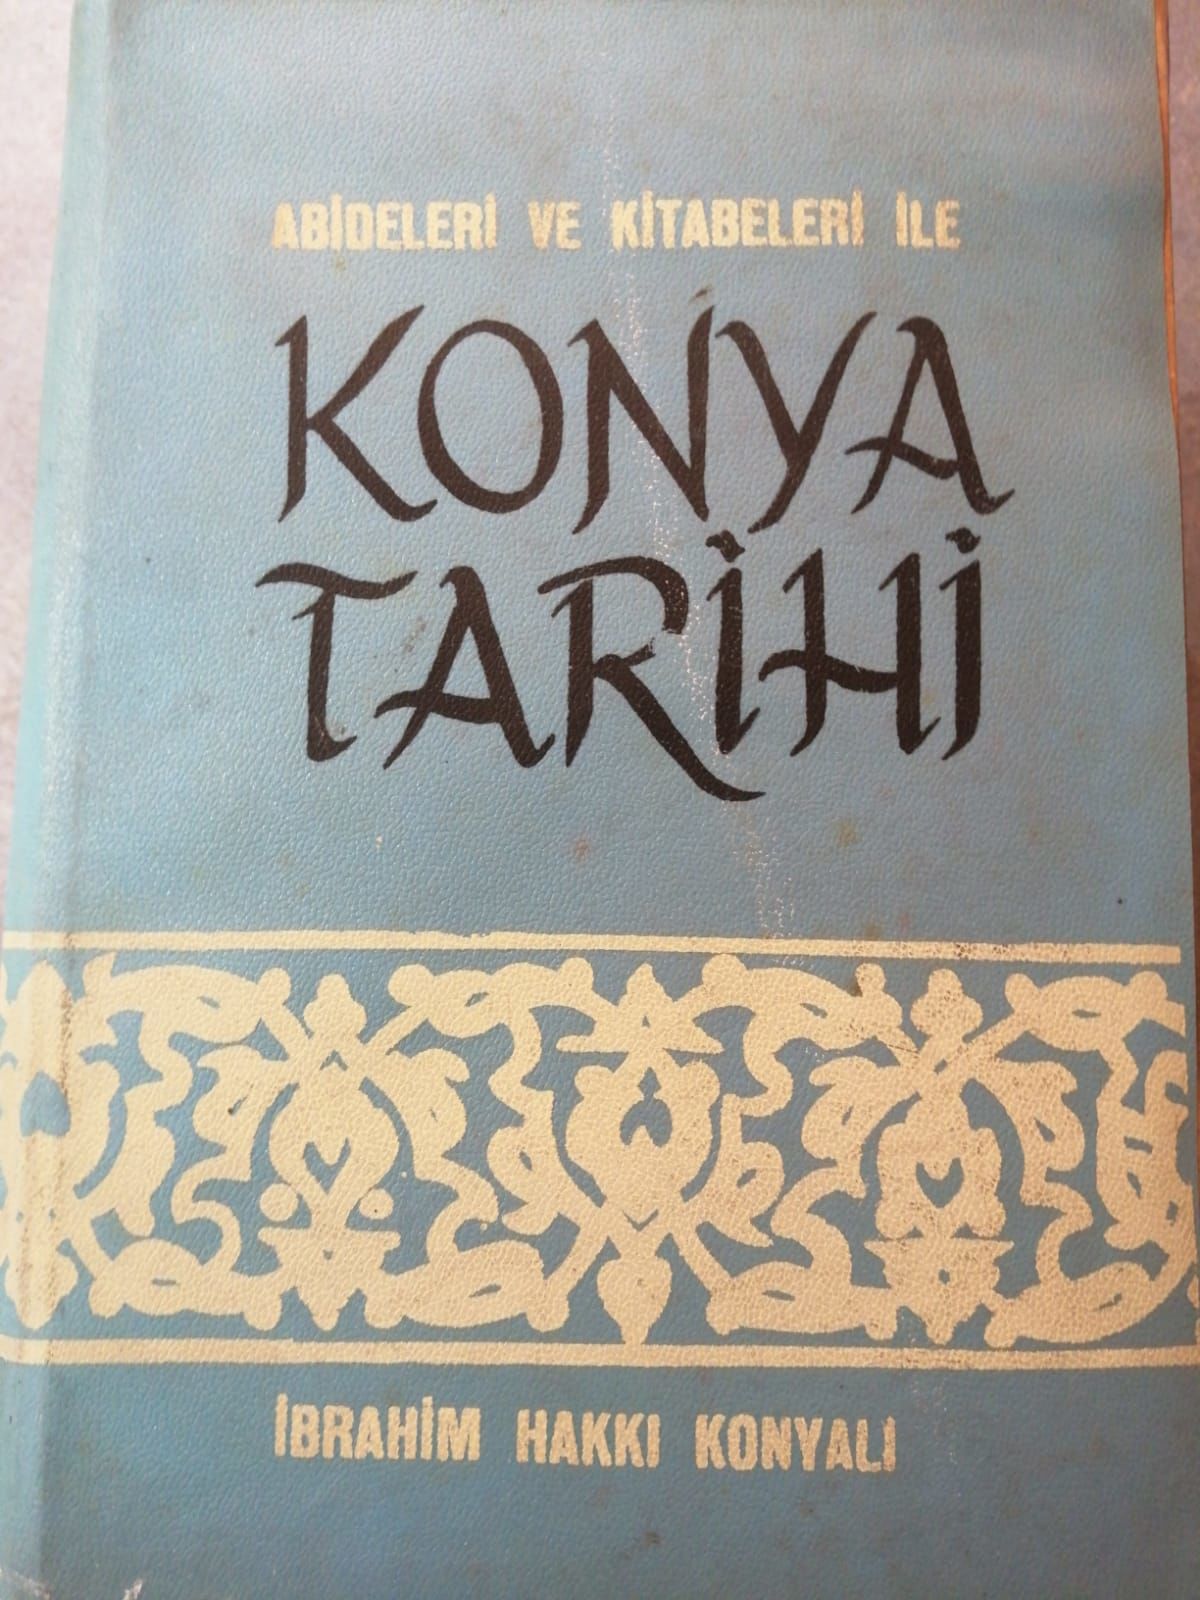 ABİDELERİ VE KİTABELERİ İLE
KONYA
TARİHİ
İBRAHİM HAKKI KONYALI